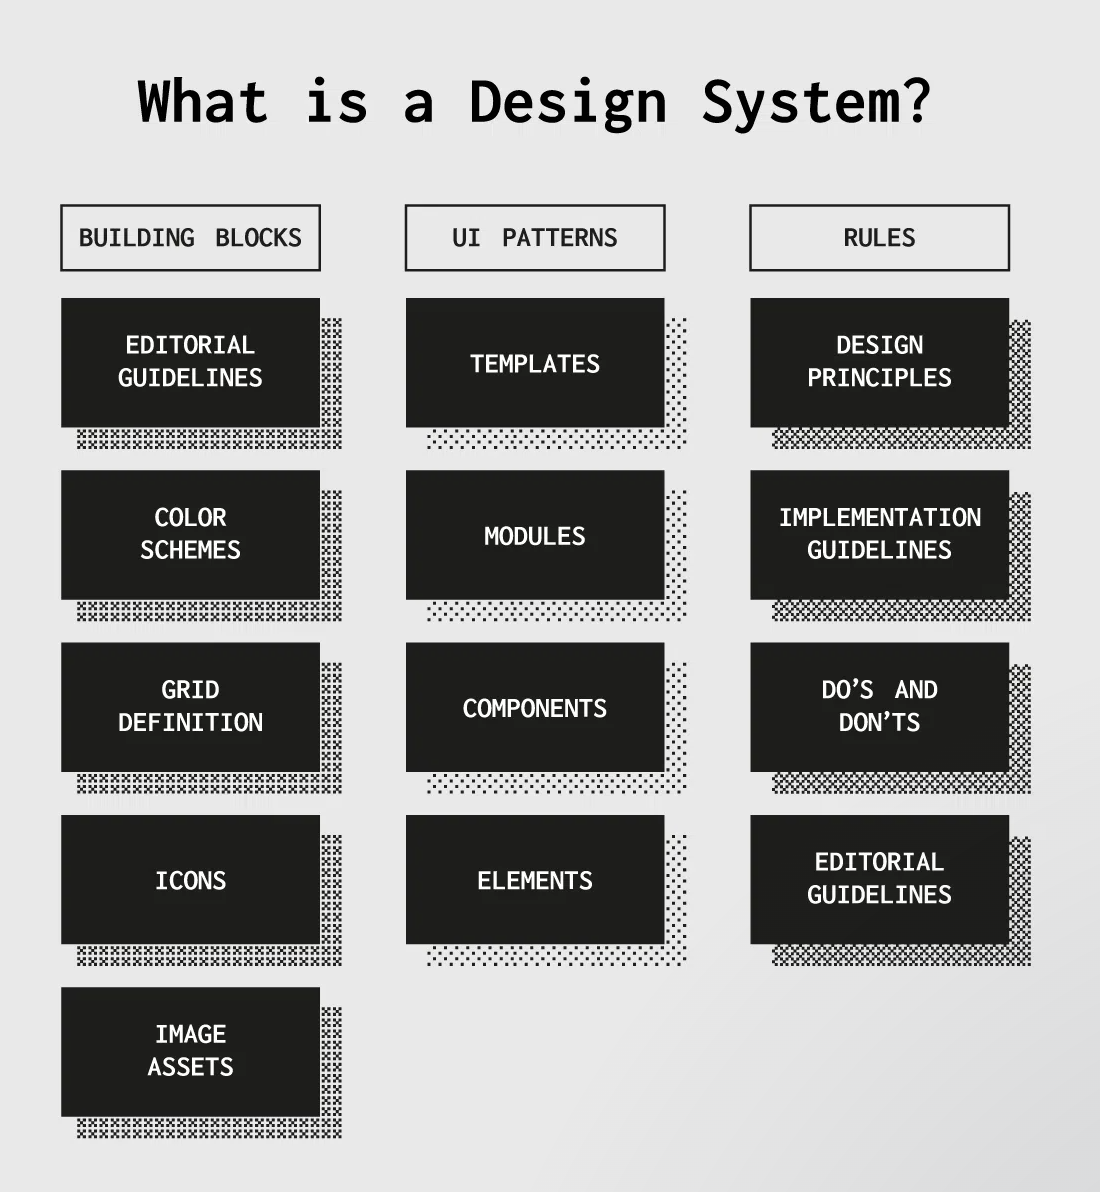 What is a Design System?
BUILDING BLOCKS
EDITORIAL
GUIDELINES
COLOR
SCHEMES
GRID
DEFINITION
ICONS
IMAGE
ASSETS
UI PATTERNS
TEMPLATES
MODULES
COMPONENTS
ELEMENTS
RULES
DESIGN
PRINCIPLES
IMPLEMENTATION
GUIDELINES
DO’S AND
DON’TS
EDITORIAL
GUIDELINES